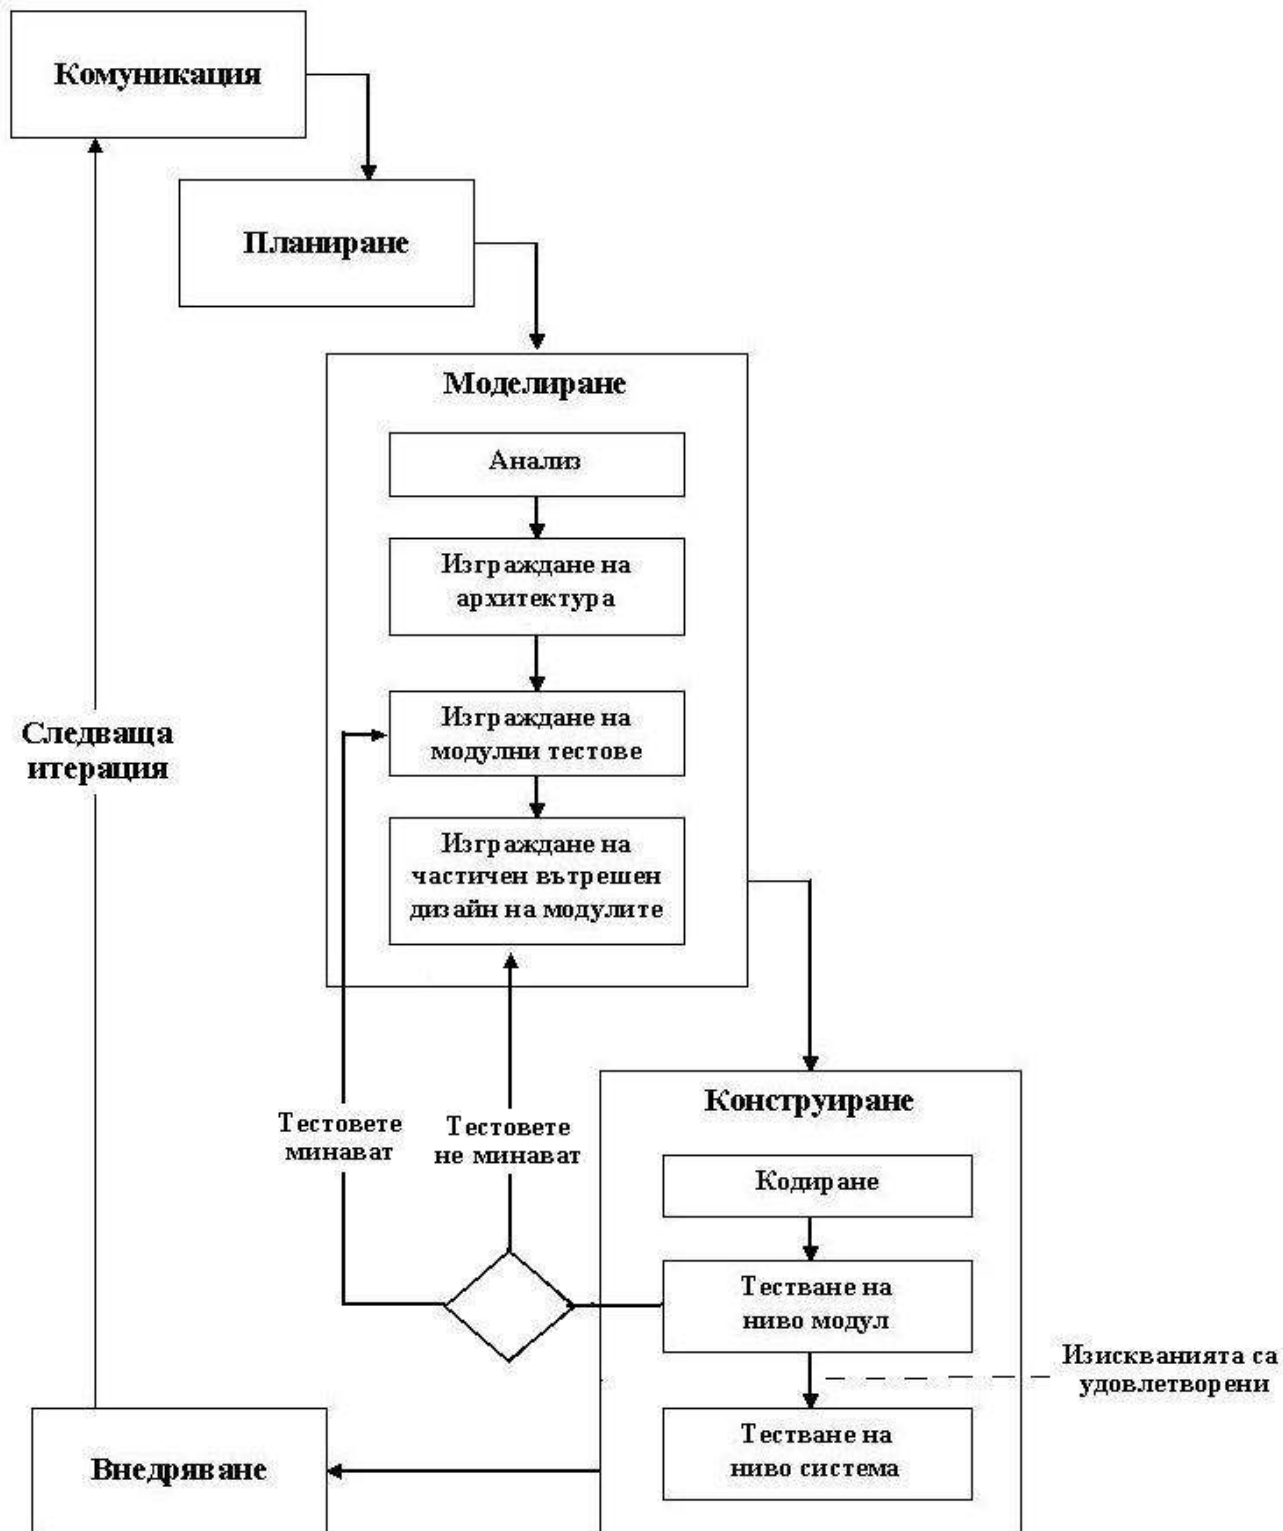 Комуникация
Планиране
Моделиране
Анализ
Изграждане на
архитектура
Изграждане на
модулни тестове
Изграждане на
частичен вътрешен
дизайн на модулите
Следваща
итерация
Тестовете
минават
Тестовете
не минават
Конструиране
Кодиране
Тестване на
ниво модул
Изискванията са
удовлетворени
Тестване на
ниво система
Внедряване